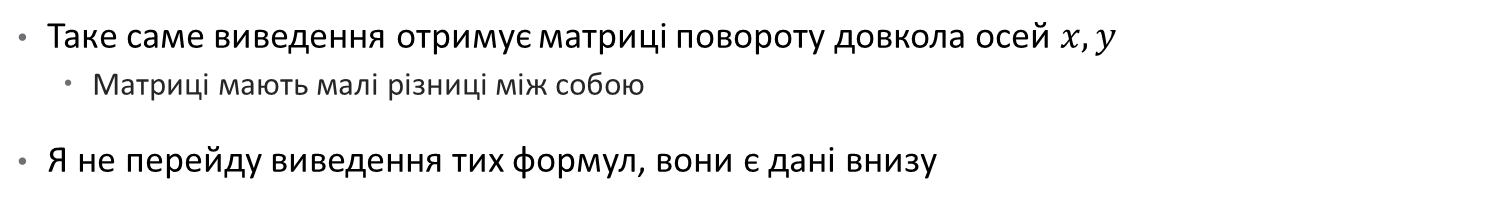 • Таке саме виведення отримує матриці повороту довкола осей 𝑥, 𝑦
• Матриці мають малі різниці між собою
• Я не перейду виведення тих формул, вони є дані внизу